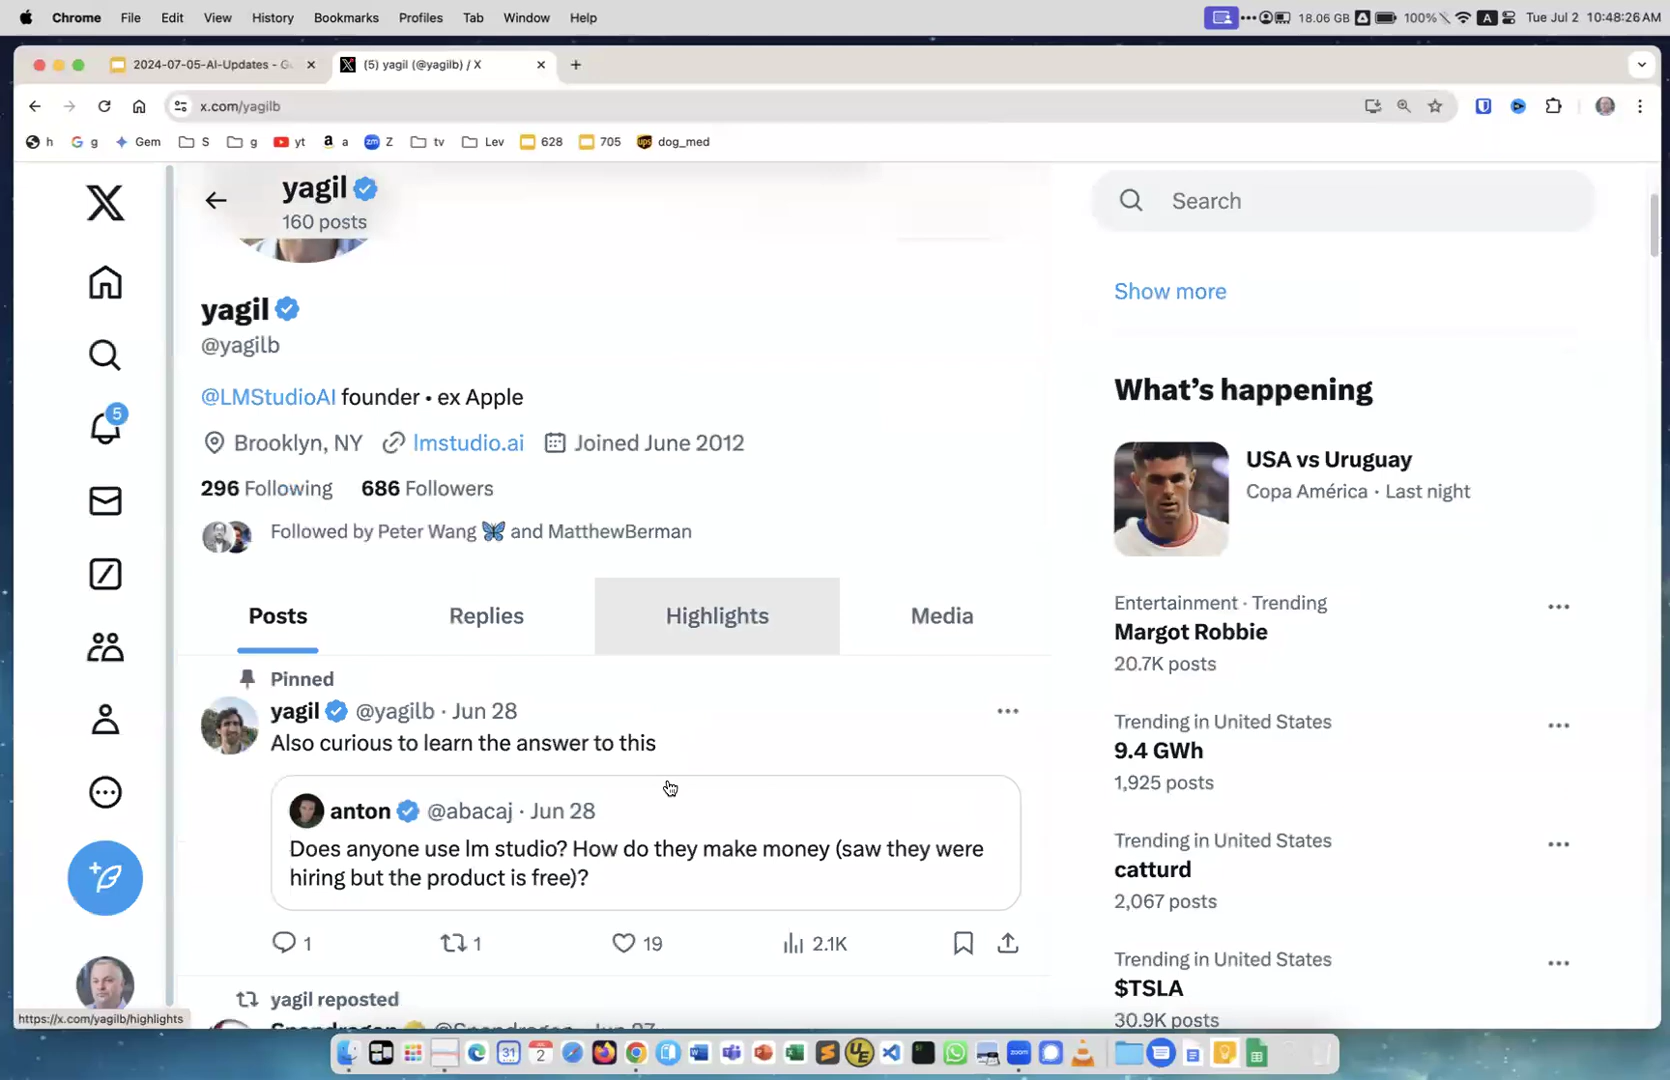 Chrome File Edit View History Bookmarks Profiles Tab Window Help 18.06 GB 100% A Tue Jul 2 10:48:26 AM
2024-07-05-AI-Updates - G (5) yagil (@yagilb) / X
x.com/yagilb
h g Gem S g yt a Z tv Lev 628 705 dog_med
yagil
160 posts
Search
yagil
@yagilb
@LMStudioAI founder • ex Apple
Brooklyn, NY lmstudio.ai Joined June 2012
296 Following 686 Followers
Followed by Peter Wang 🦋 and MatthewBerman
Posts Replies Highlights Media
Pinned
yagil @yagilb · Jun 28
Also curious to learn the answer to this
anton @abacaj · Jun 28
Does anyone use lm studio? How do they make money (saw they were
hiring but the product is free)?
1 1 19 2.1K
yagil reposted
5
Show more
What's happening
USA vs Uruguay
Copa América · Last night
Entertainment · Trending
Margot Robbie
20.7K posts
Trending in United States
9.4 GWh
1,925 posts
Trending in United States
catturd
2,067 posts
Trending in United States
$TSLA
30.9K posts
https://x.com/yagilb/highlights